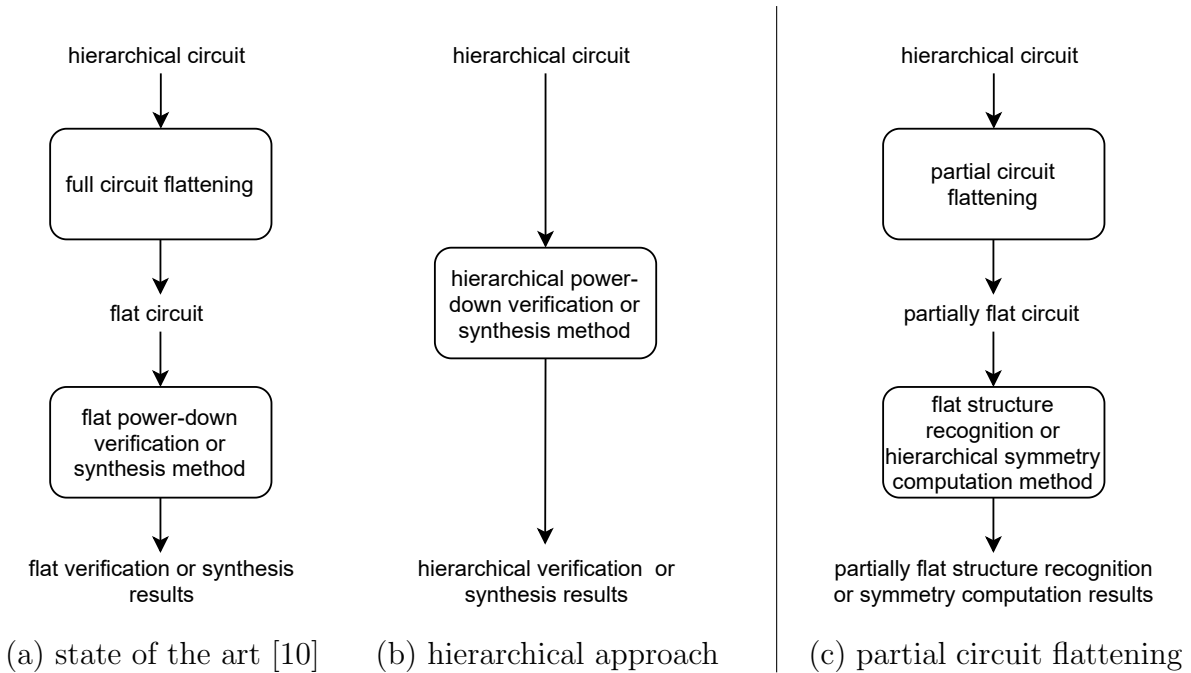 hierarchical circuit
full circuit flattening
flat circuit
flat power-down
verification or
synthesis method
flat verification or synthesis
results
(a) state of the art [10]
hierarchical circuit
hierarchical power-
down verification or
synthesis method
hierarchical verification or
synthesis results
(b) hierarchical approach
hierarchical circuit
partial circuit
flattening
partially flat circuit
flat structure
recognition or
hierarchical symmetry
computation method
partially flat structure recognition
or symmetry computation results
(c) partial circuit flattening